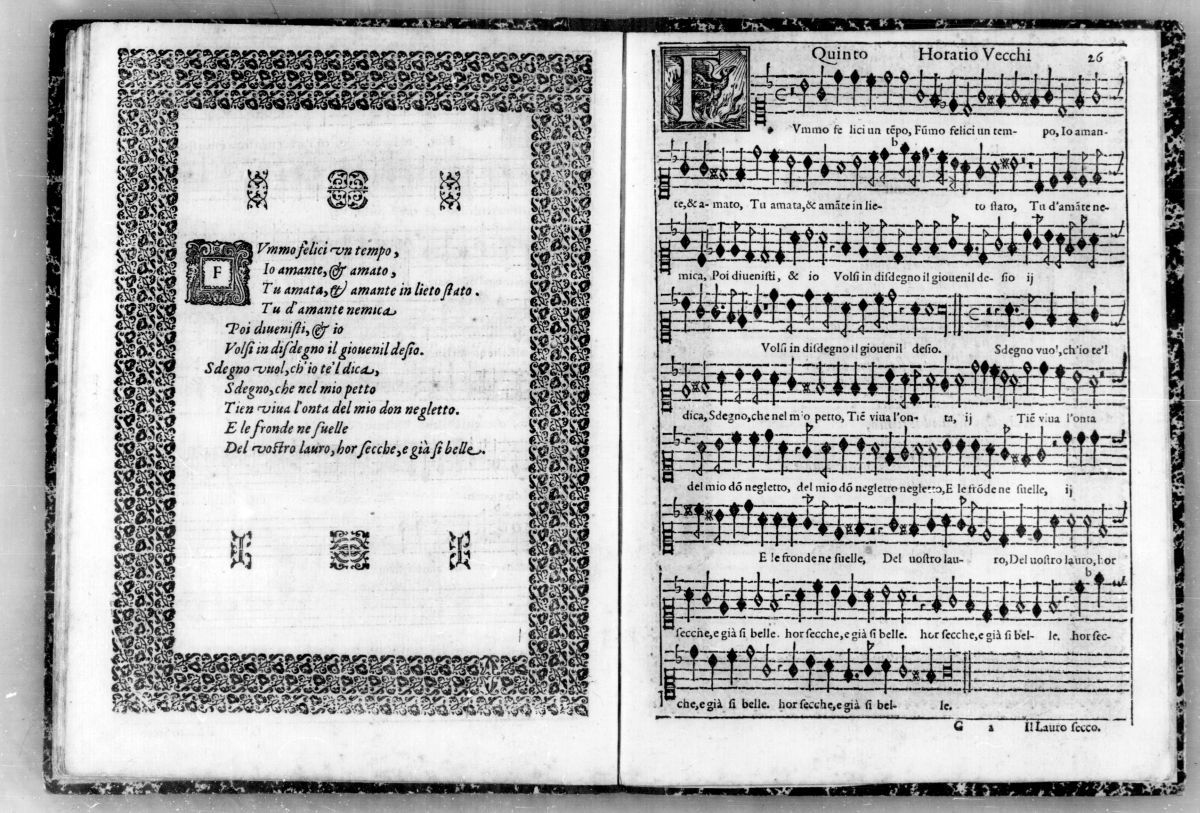 FVmmo felici vn tempo,
Io amante, & amato,
Tu amata, & amante in lieto stato.
Tu d'amante nemica
Poi diuenisti, & io
Volsi in disdegno il giouenil desio.
Sdegno vuol, ch'io te'l dica,
Sdegno, che nel mio petto
Tien viua l'onta del mio don negletto.
E le fronde ne suelle
Del vostro lauro, hor secche, e già si belle.
Quinto Horatio Vecchi 26
FVmmo fe lici un tẽpo, Fũmo felici un tem- po, Io aman-
te, & a- mato, Tu amata, & amãte in lie- to stato, Tu d'amãte ne-
mica, Poi diuenisti, & io Volsi in disdegno il giouenil de- sio ij
Volsi in disdegno il giouenil desio. Sdegno vuo', ch'io te'l
dica, Sdegno, che nel mio petto, Tiẽ viua l'on- ta, ij Tiẽ viua l'onta
del mio dõ negletto, del mio dõ negletto negletto, E le frõde ne suelle, ij
E le fronde ne suelle, Del uostro lau- ro, Del uostro lauro, hor
secche, e già si belle. hor secche, e già si belle. hor secche, e già si bel- le. hor sec-
che, e già si belle. hor secche, e già si bel- le.
G 2 Il Lauro secco.